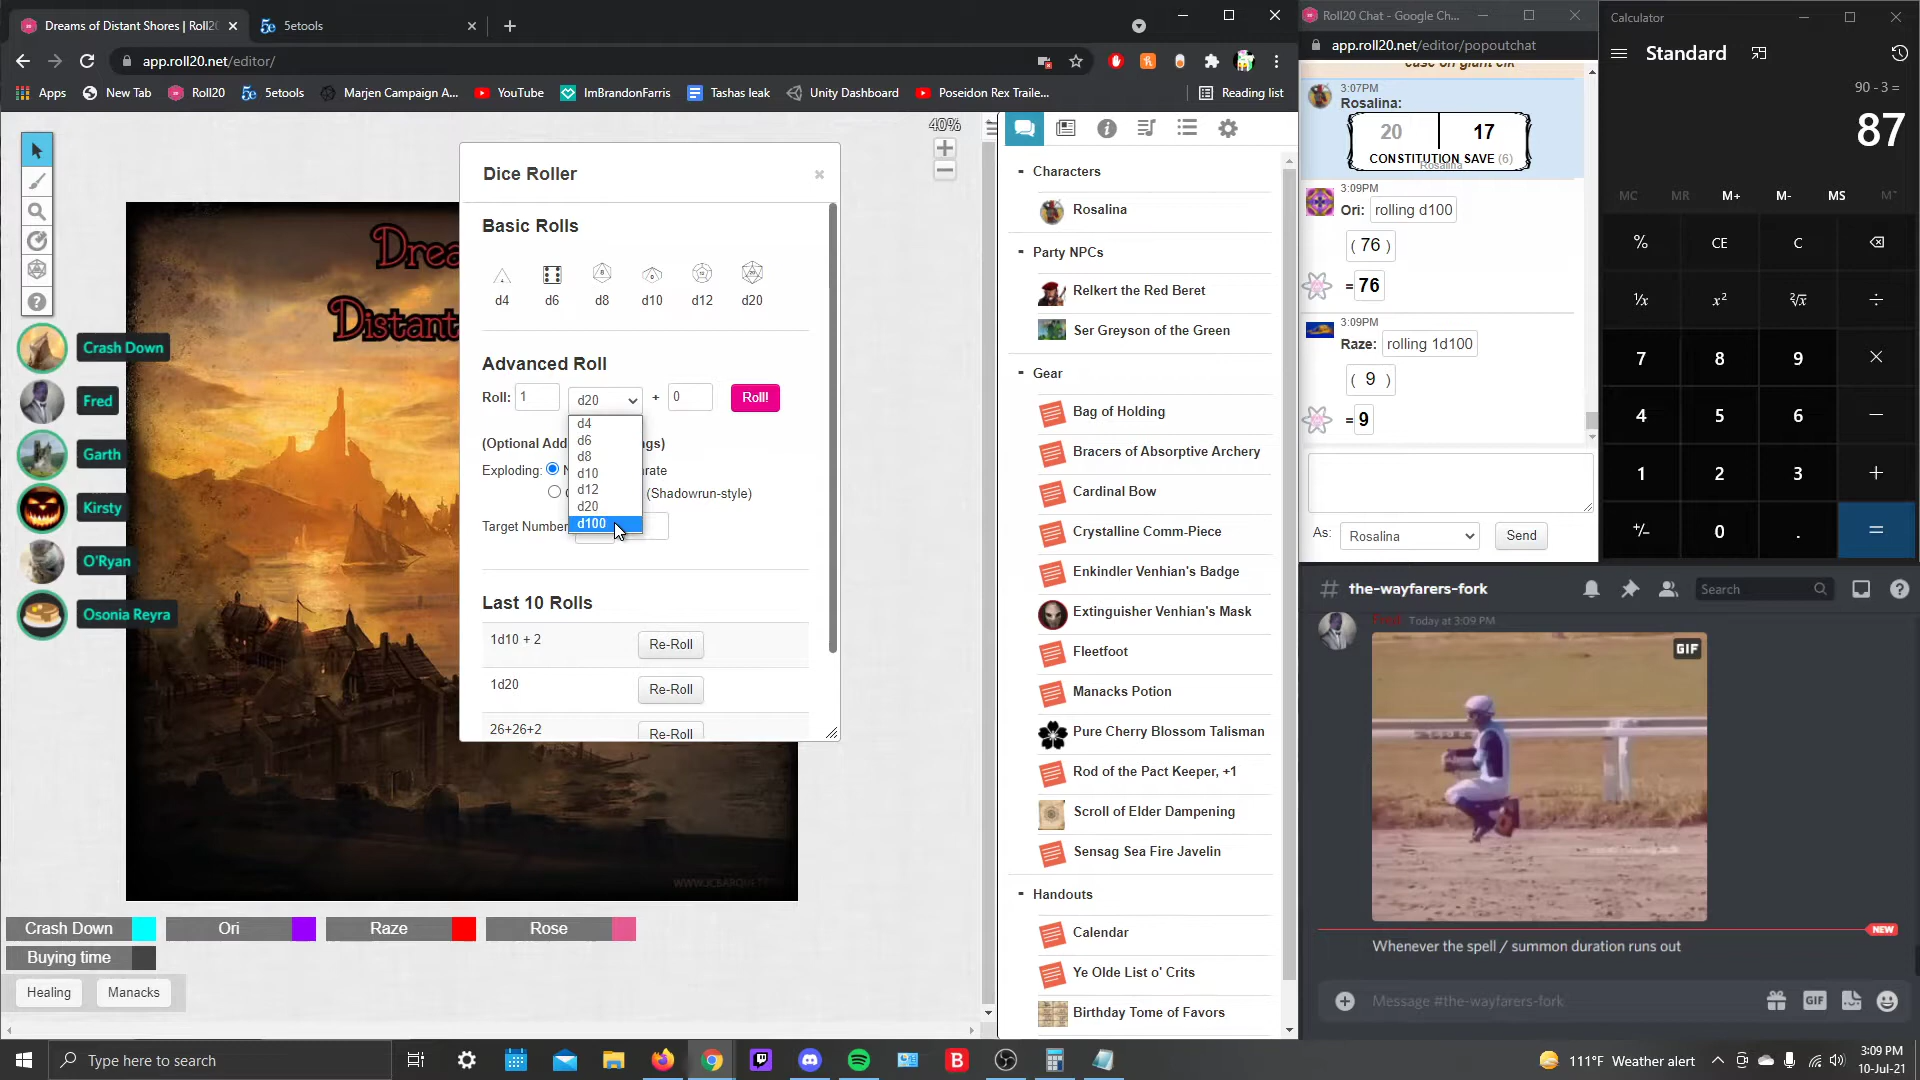 Dreams of Distant Shores | Roll20
5etools
app.roll20.net/editor/
Apps
New Tab
Roll20
5etools
Marjen Campaign A...
YouTube
ImBrandonFarris
Tashas leak
Unity Dashboard
Poseidon Rex Traile...
Reading list
40%
Drea
Distant
Crash Down
Fred
Garth
Kirsty
O'Ryan
Osonia Reyra
Dice Roller
Basic Rolls
d4
d6
d8
d10
d12
d20
Advanced Roll
Roll: 1 d20 + 0 Roll!
d4
d6
d8
d10
d12
d20
d100
Exploding:
(Shadowrun-style)
Target Number
Last 10 Rolls
1d10 + 2 Re-Roll
1d20 Re-Roll
26+26+2 Re-Roll
Crash Down
Ori
Raze
Rose
Buying time
Healing
Manacks
Characters
Rosalina
Party NPCs
Relkert the Red Beret
Ser Greyson of the Green
Gear
Bag of Holding
Bracers of Absorptive Archery
Cardinal Bow
Crystalline Comm-Piece
Enkindler Venhian's Badge
Extinguisher Venhian's Mask
Fleetfoot
Manacks Potion
Pure Cherry Blossom Talisman
Rod of the Pact Keeper, +1
Scroll of Elder Dampening
Sensag Sea Fire Javelin
Handouts
Calendar
Ye Olde List o' Crits
Birthday Tome of Favors
Roll20 Chat - Google Ch...
app.roll20.net/editor/popoutchat
3:07PM
Rosalina:
20 17
CONSTITUTION SAVE (6)
Rosalina
3:09PM
Ori: rolling d100
( 76 )
=76
3:09PM
Raze: rolling 1d100
( 9 )
=9
As: Rosalina Send
Calculator
Standard
90 - 3 =
87
MC MR M+ M- MS M˅
% CE C
¹/x x² ²√x ÷
7 8 9 ×
4 5 6 −
1 2 3 +
+/- 0 . =
# the-wayfarers-fork
Search
Today at 3:09 PM
GIF
NEW
Whenever the spell / summon duration runs out
Message #the-wayfarers-fork
GIF
Type here to search
111°F Weather alert
3:09 PM
10-Jul-21